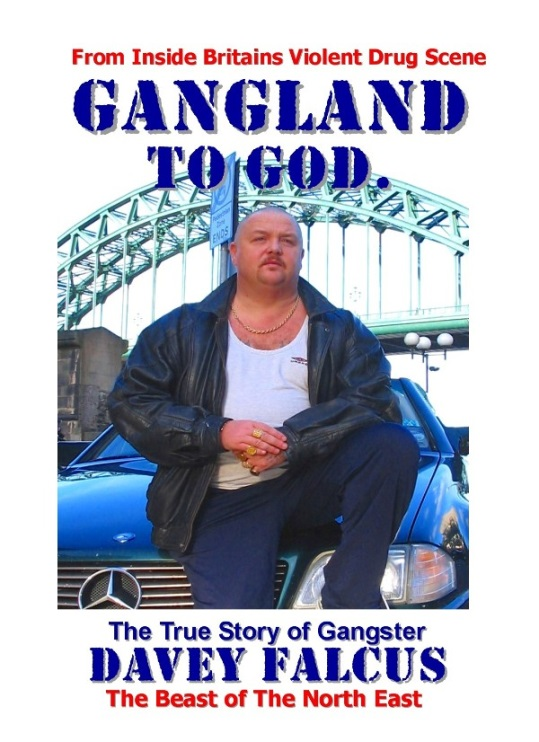 From Inside Britains Violent Drug Scene
GANGLAND
TO GOD.
ENDS
The True Story of Gangster
DAVEY FALCUS
The Beast of The North East